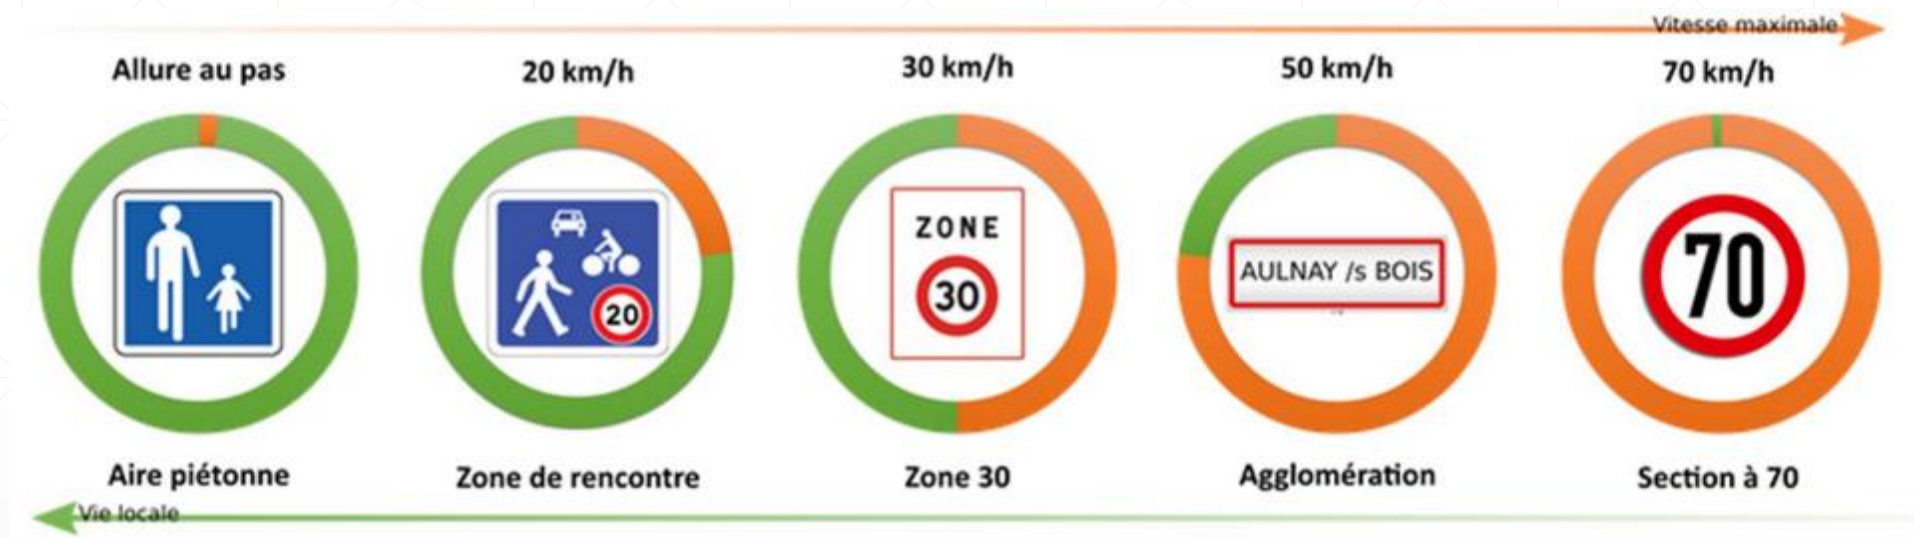 Vitesse maximale
Allure au pas
20 km/h
30 km/h
50 km/h
70 km/h
20
ZONE
30
AULNAY /s BOIS
70
Aire piétonne
Zone de rencontre
Zone 30
Agglomération
Section à 70
Vie locale